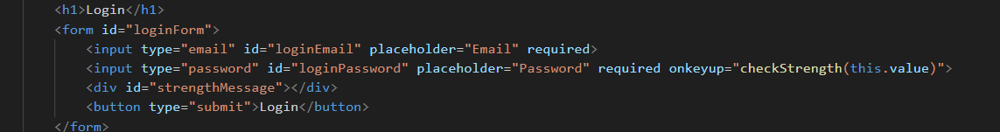 <h1>Login</h1>
<form id="loginForm">
<input type="email" id="loginEmail" placeholder="Email" required>
<input type="password" id="loginPassword" placeholder="Password" required onkeyup="checkStrength(this.value)">
<div id="strengthMessage"></div>
<button type="submit">Login</button>
</form>